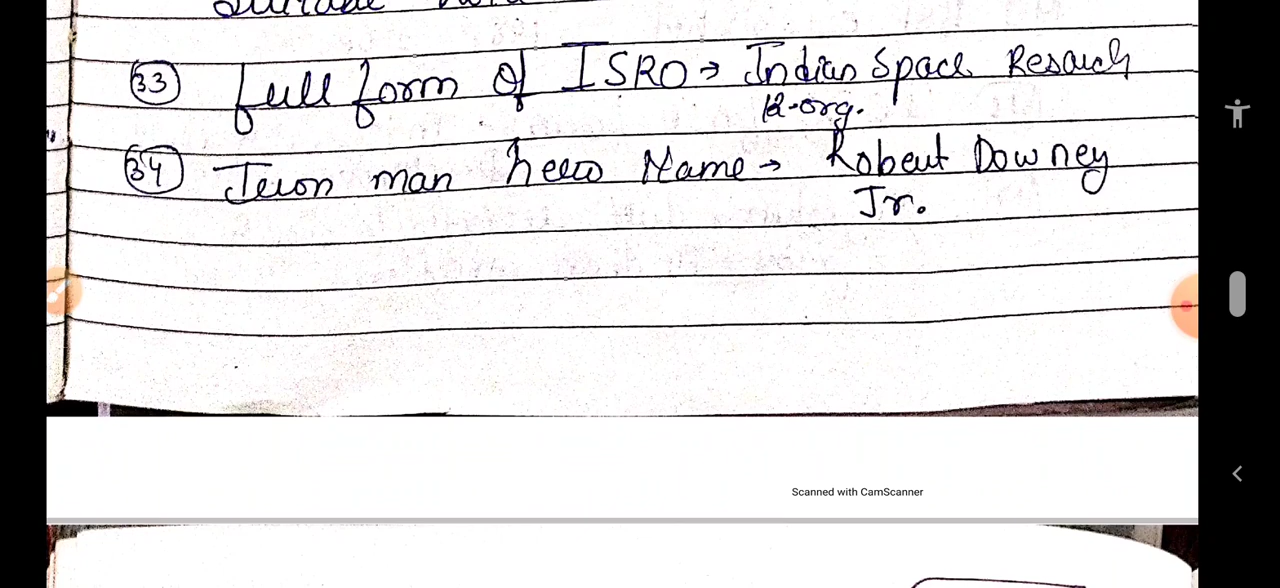 33 full form of ISRO → Indian Space Resarch
R-org.
34 Iron man hero Name → Robert Downey
Jr.
Scanned with CamScanner